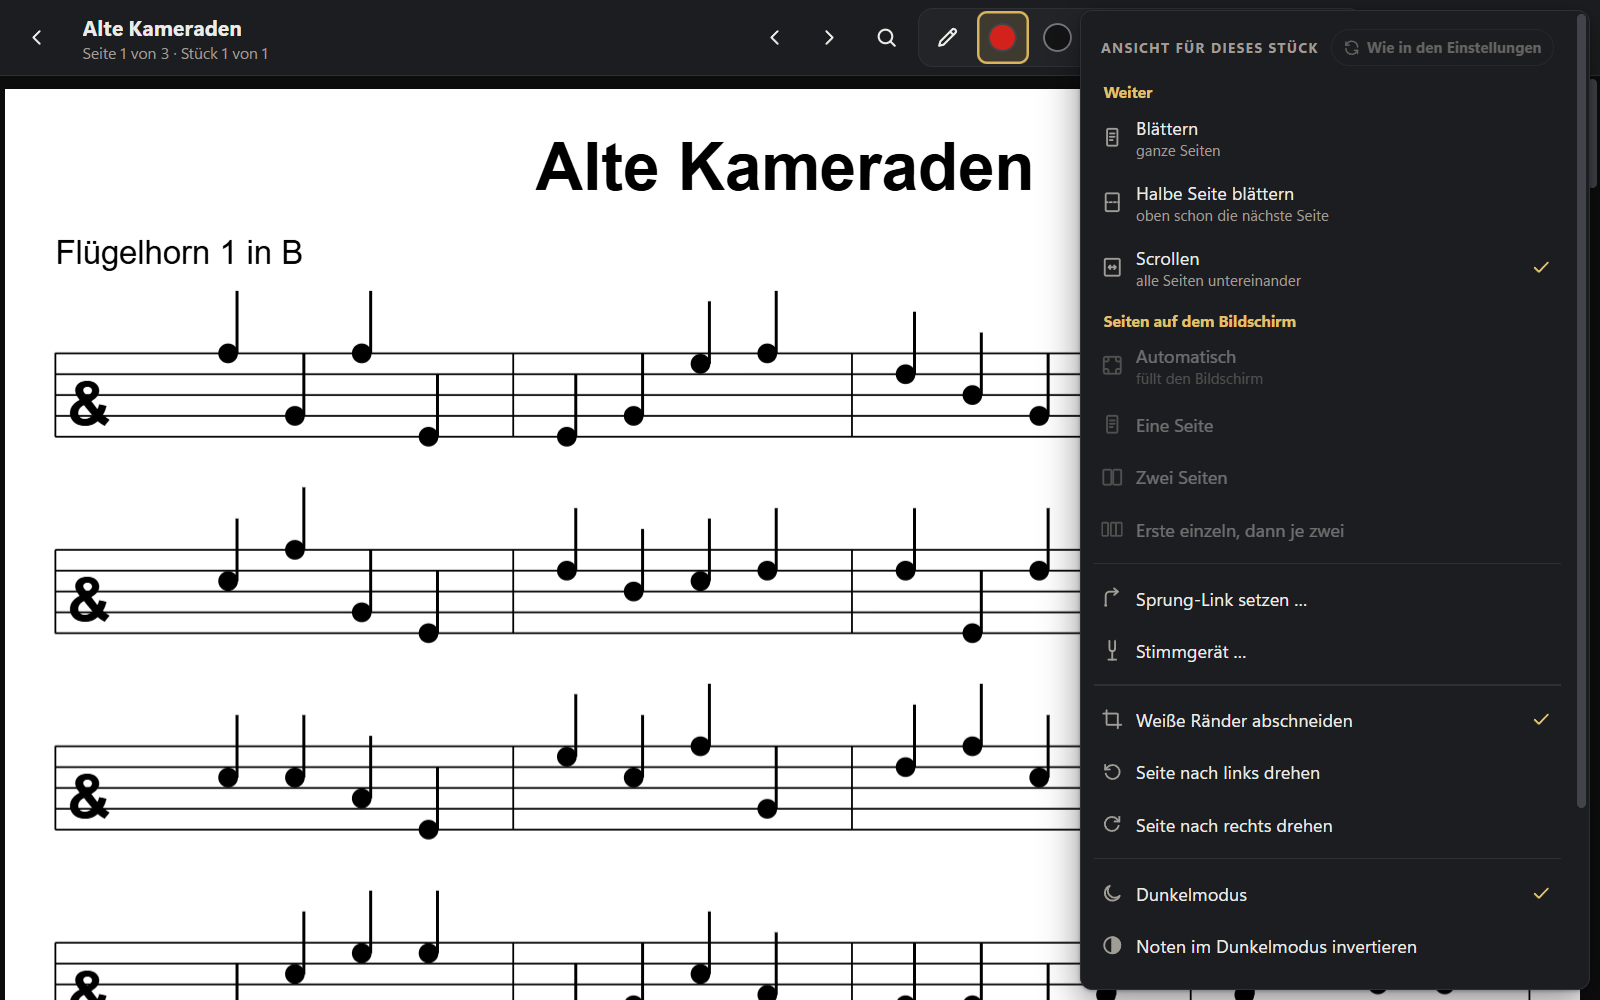 Alte Kameraden
Seite 1 von 3 · Stück 1 von 1
Alte Kameraden
Flügelhorn 1 in B
&
&
&
&
ANSICHT FÜR DIESES STÜCK
Wie in den Einstellungen
Weiter
Blättern
ganze Seiten
Halbe Seite blättern
oben schon die nächste Seite
Scrollen
alle Seiten untereinander
Seiten auf dem Bildschirm
Automatisch
füllt den Bildschirm
Eine Seite
Zwei Seiten
Erste einzeln, dann je zwei
Sprung-Link setzen ...
Stimmgerät ...
Weiße Ränder abschneiden
Seite nach links drehen
Seite nach rechts drehen
Dunkelmodus
Noten im Dunkelmodus invertieren